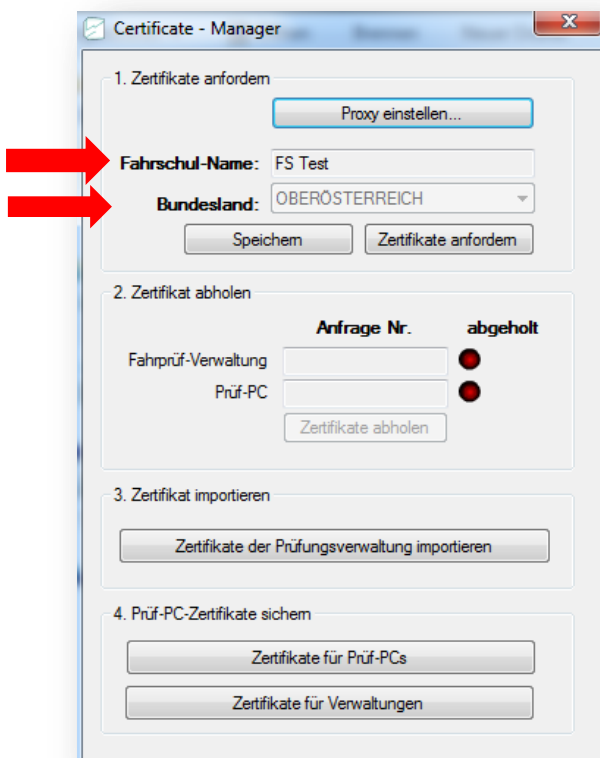 Certificate - Manager
1. Zertifikate anfordern
Proxy einstellen...
Fahrschul-Name: FS Test
Bundesland: OBERÖSTERREICH
Speichern Zertifikate anfordern
2. Zertifikat abholen
Anfrage Nr. abgeholt
Fahrprüf-Verwaltung
Prüf-PC
Zertifikate abholen
3. Zertifikat importieren
Zertifikate der Prüfungsverwaltung importieren
4. Prüf-PC-Zertifikate sichern
Zertifikate für Prüf-PCs
Zertifikate für Verwaltungen